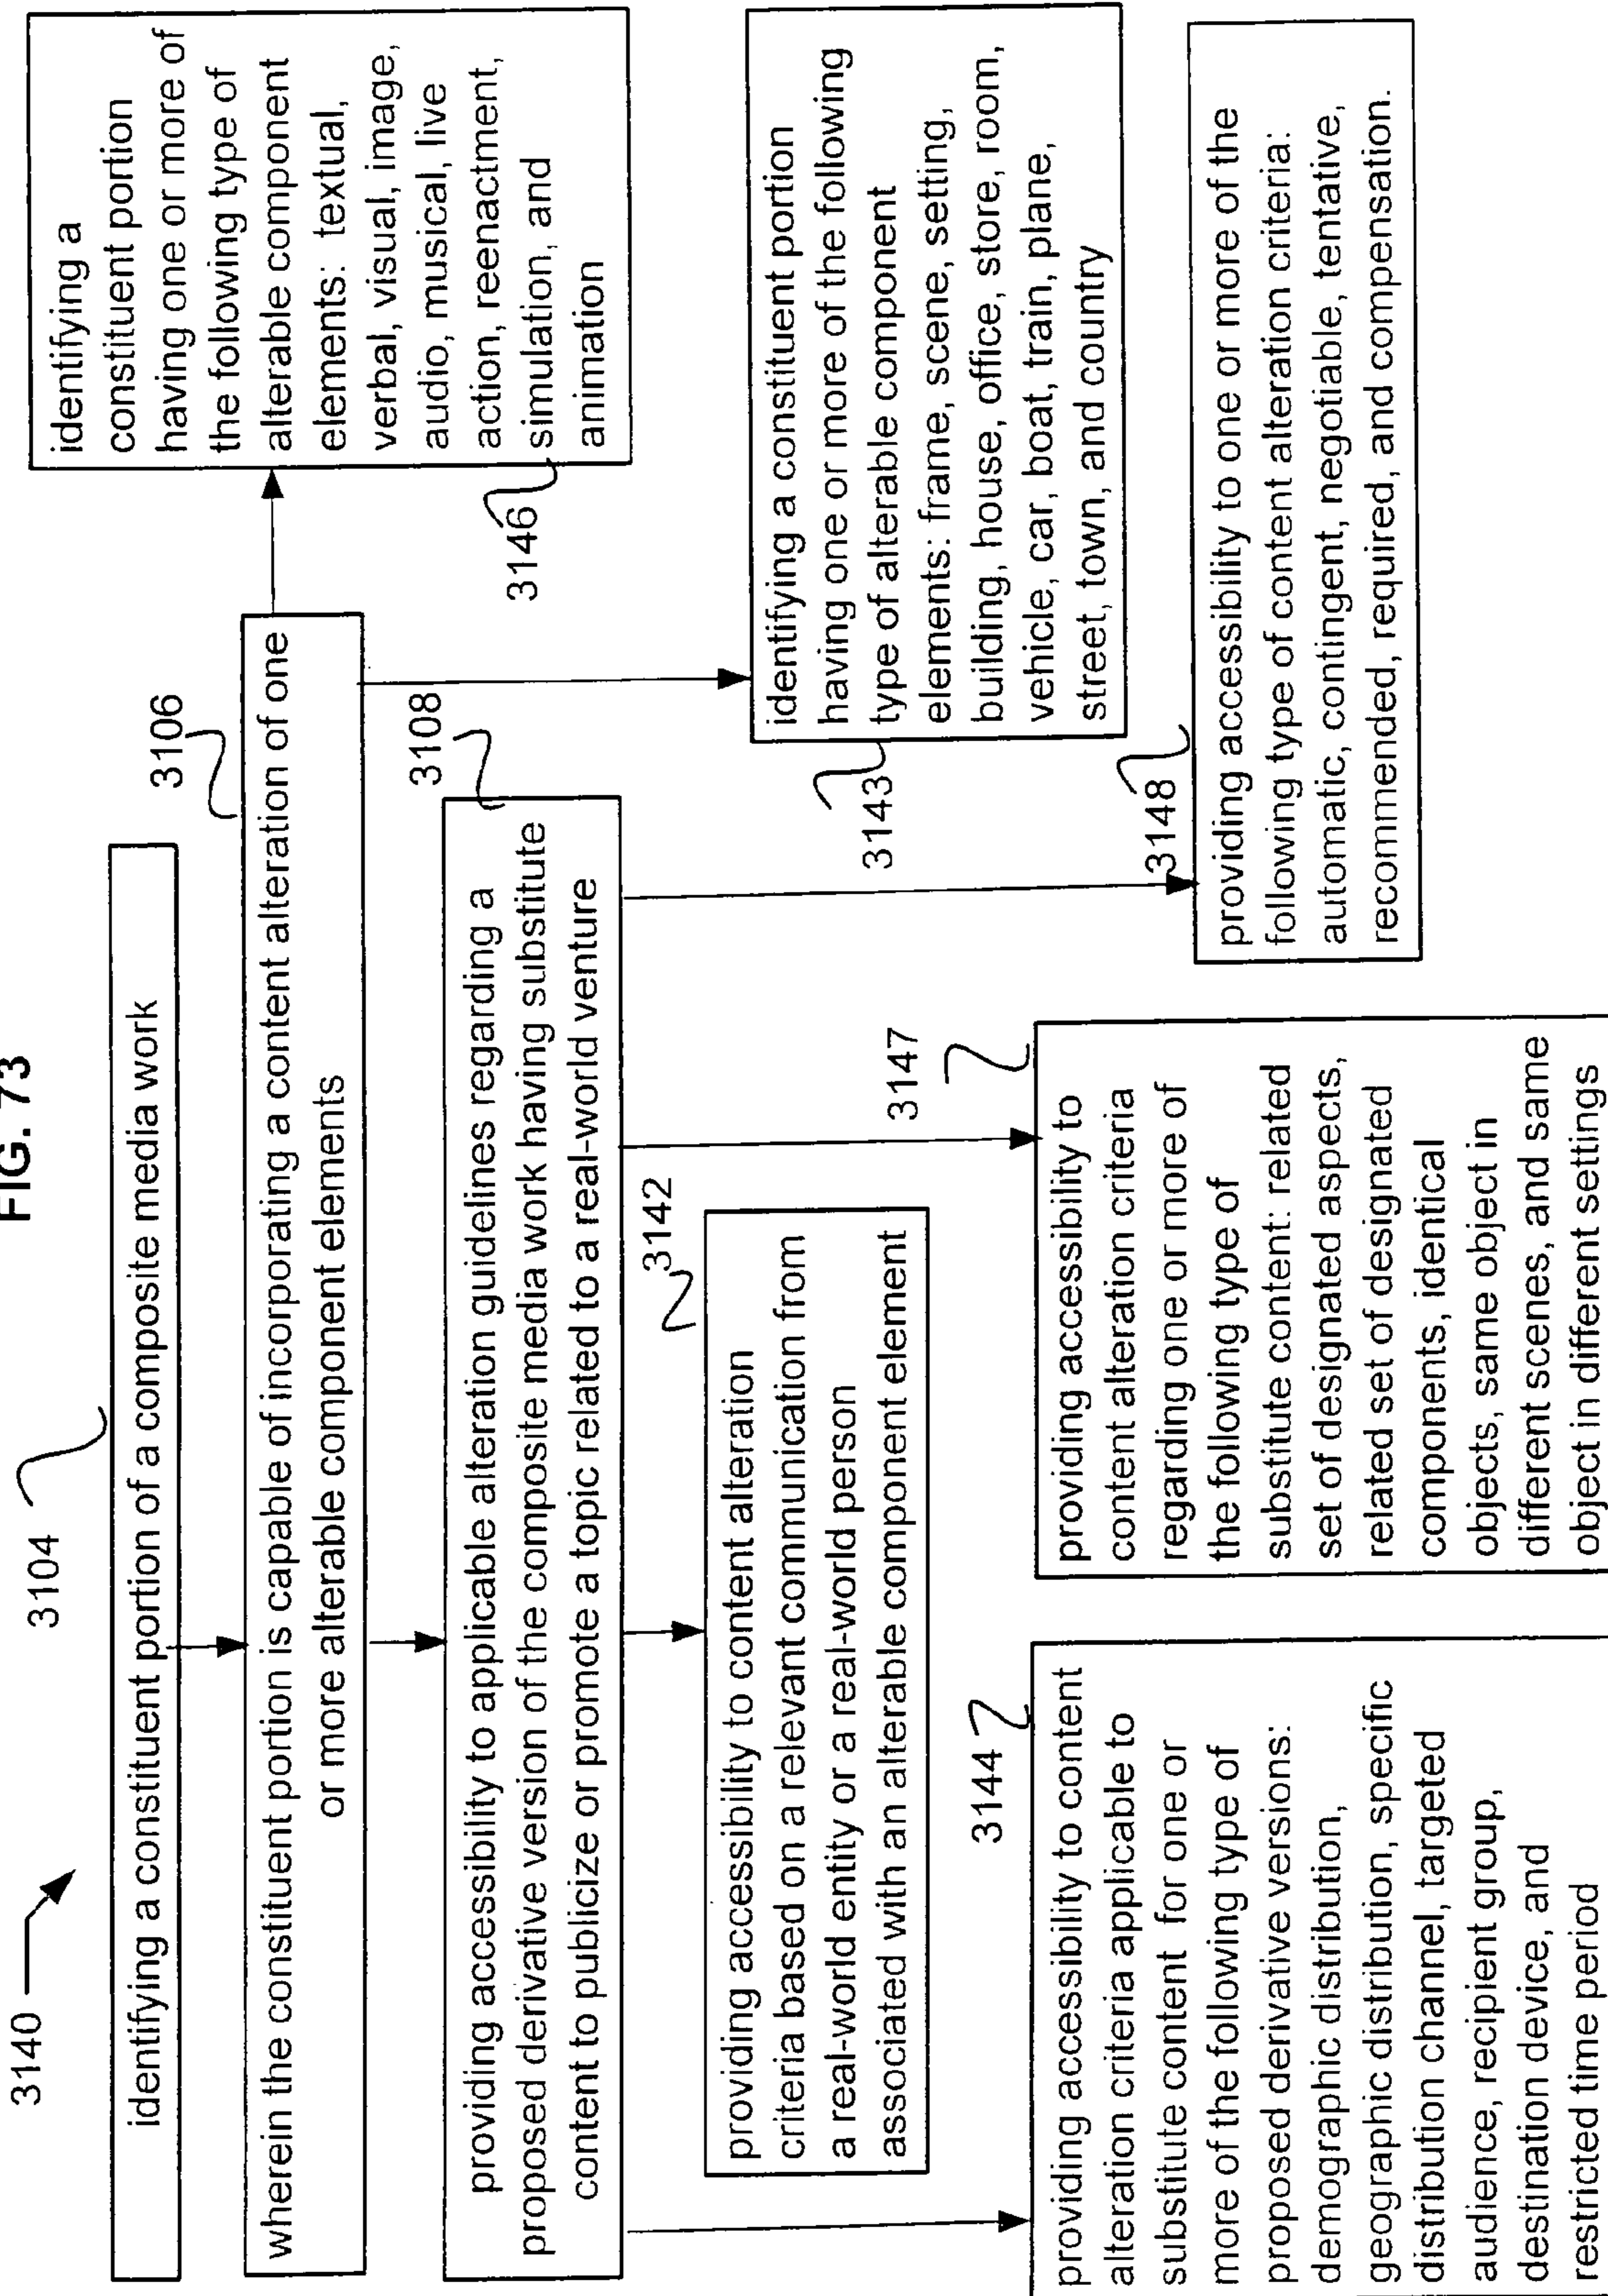 FIG. 73
3140
3104
identifying a constituent portion of a composite media work
3106
wherein the constituent portion is capable of incorporating a content alteration of one
or more alterable component elements
3108
providing accessibility to applicable alteration guidelines regarding a
proposed derivative version of the composite media work having substitute
content to publicize or promote a topic related to a real-world venture
3146
identifying a
constituent portion
having one or more of
the following type of
alterable component
elements: textual,
verbal, visual, image,
audio, musical, live
action, reenactment,
simulation, and
animation
3142
providing accessibility to content alteration
criteria based on a relevant communication from
a real-world entity or a real-world person
associated with an alterable component element
3143
identifying a constituent portion
having one or more of the following
type of alterable component
elements: frame, scene, setting,
building, house, office, store, room,
vehicle, car, boat, train, plane,
street, town, and country
3144
providing accessibility to content
alteration criteria applicable to
substitute content for one or
more of the following type of
proposed derivative versions:
demographic distribution,
geographic distribution, specific
distribution channel, targeted
audience, recipient group,
destination device, and
restricted time period
3147
providing accessibility to
content alteration criteria
regarding one or more of
the following type of
substitute content: related
set of designated aspects,
related set of designated
components, identical
objects, same object in
different scenes, and same
object in different settings
3148
providing accessibility to one or more of the
following type of content alteration criteria:
automatic, contingent, negotiable, tentative,
recommended, required, and compensation.